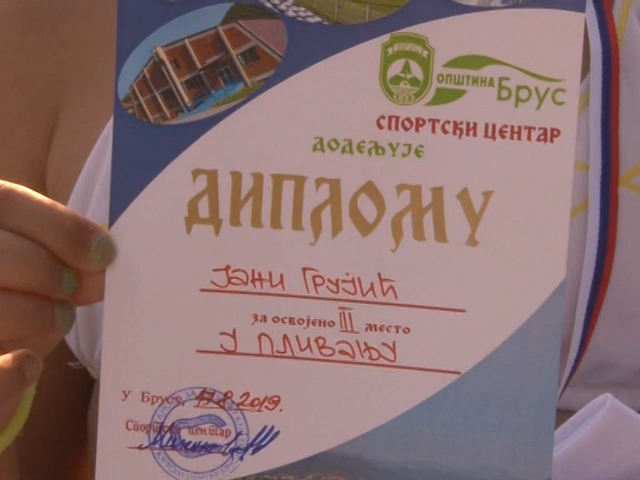 ОПШТИНА Брус
СПОРТСКИ ЦЕНТАР
ДОДЕЉУЈЕ
ДИПЛОМУ
ЈАНИ ГРУЈИЋ
за освојено III место
У ПЛИВАЊУ
У Брусу, 17.8.2019.
Спортски центар